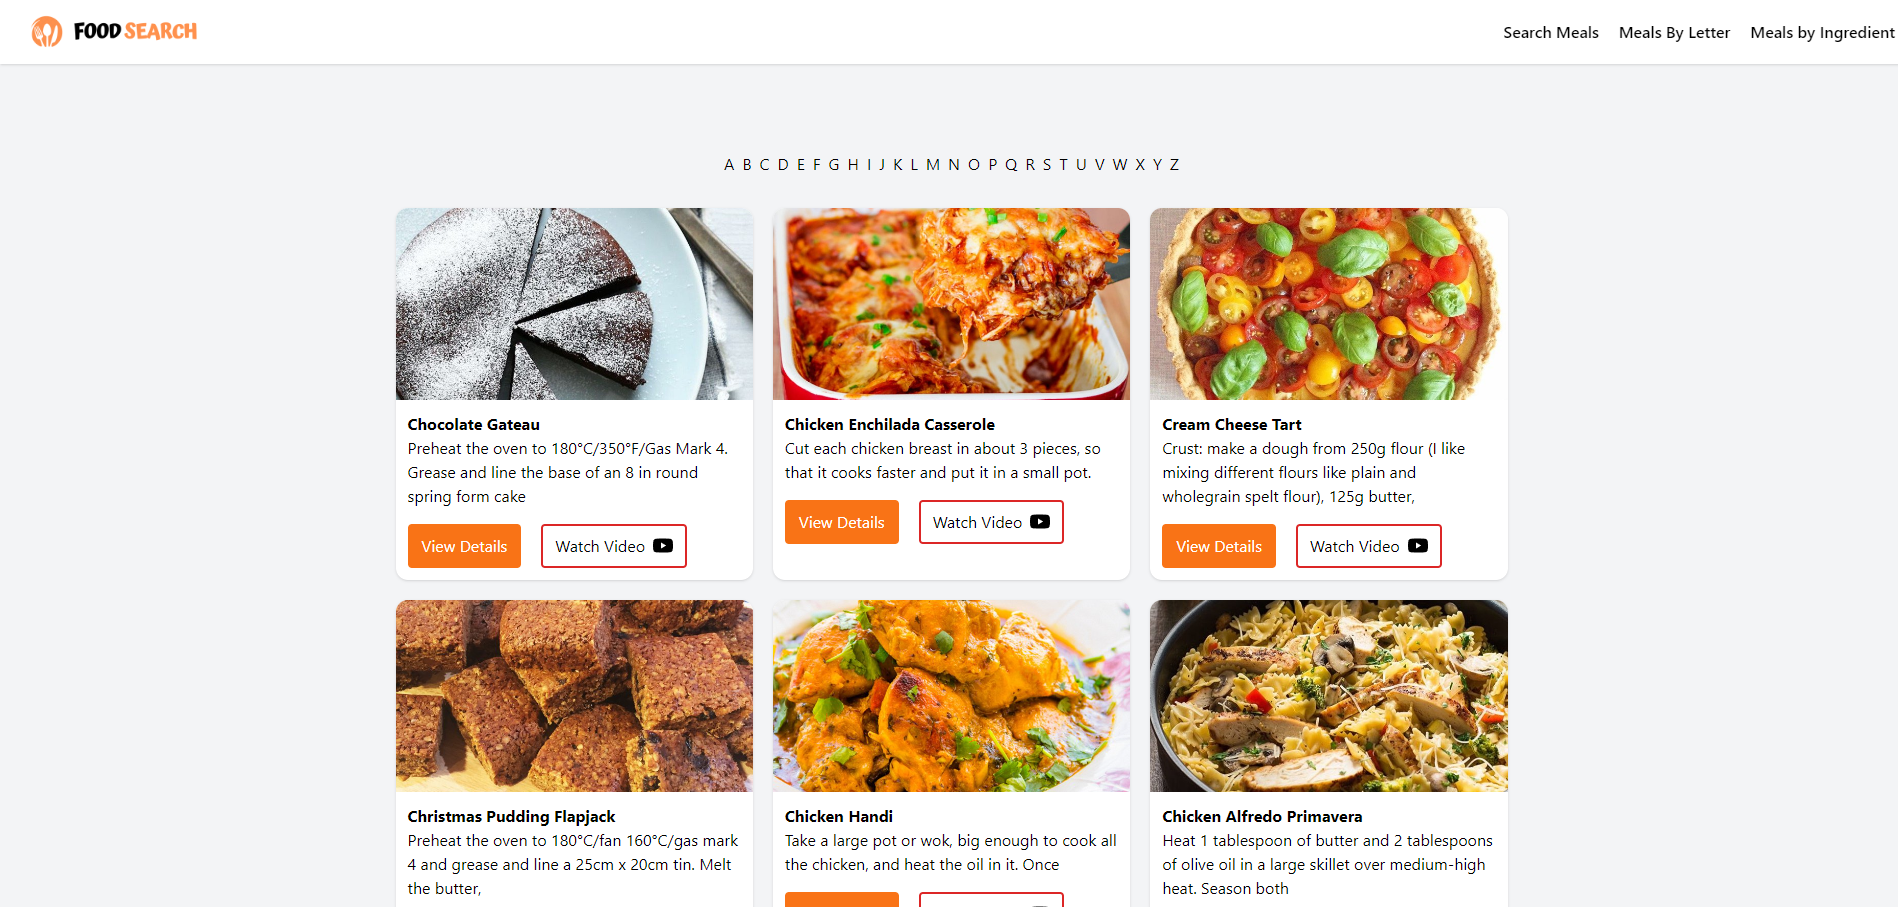 FOOD SEARCH
Search Meals Meals By Letter Meals by Ingredient
A B C D E F G H I J K L M N O P Q R S T U V W X Y Z
Chocolate Gateau
Preheat the oven to 180°C/350°F/Gas Mark 4.
Grease and line the base of an 8 in round
spring form cake
View Details Watch Video
Chicken Enchilada Casserole
Cut each chicken breast in about 3 pieces, so
that it cooks faster and put it in a small pot.
View Details Watch Video
Cream Cheese Tart
Crust: make a dough from 250g flour (I like
mixing different flours like plain and
wholegrain spelt flour), 125g butter,
View Details Watch Video
Christmas Pudding Flapjack
Preheat the oven to 180°C/fan 160°C/gas mark
4 and grease and line a 25cm x 20cm tin. Melt
the butter,
Chicken Handi
Take a large pot or wok, big enough to cook all
the chicken, and heat the oil in it. Once
Chicken Alfredo Primavera
Heat 1 tablespoon of butter and 2 tablespoons
of olive oil in a large skillet over medium-high
heat. Season both